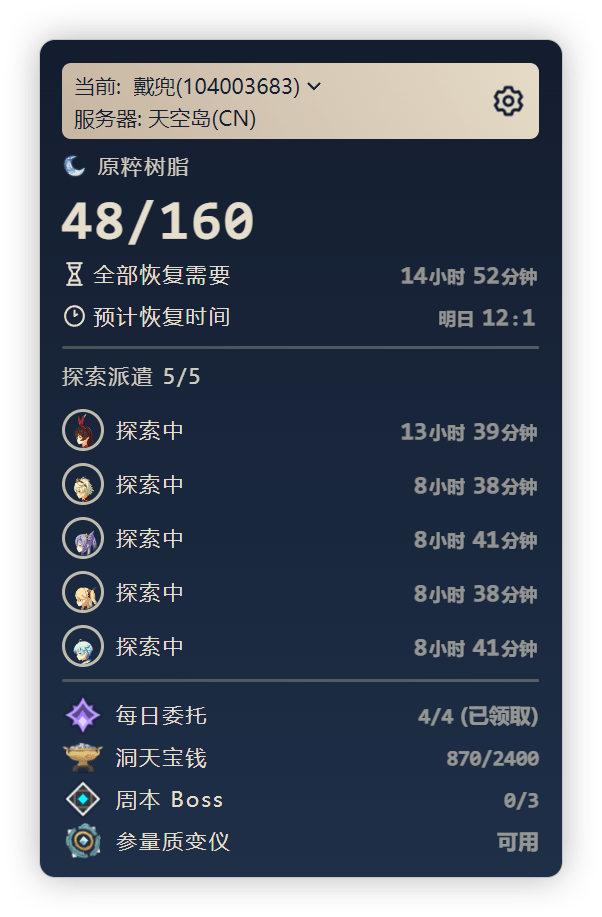 当前: 戴兜(104003683)
服务器: 天空岛(CN)
原粹树脂
48/160
全部恢复需要 14小时 52分钟
预计恢复时间 明日 12:1
探索派遣 5/5
探索中 13小时 39分钟
探索中 8小时 38分钟
探索中 8小时 41分钟
探索中 8小时 38分钟
探索中 8小时 41分钟
每日委托 4/4 (已领取)
洞天宝钱 870/2400
周本 Boss 0/3
参量质变仪 可用